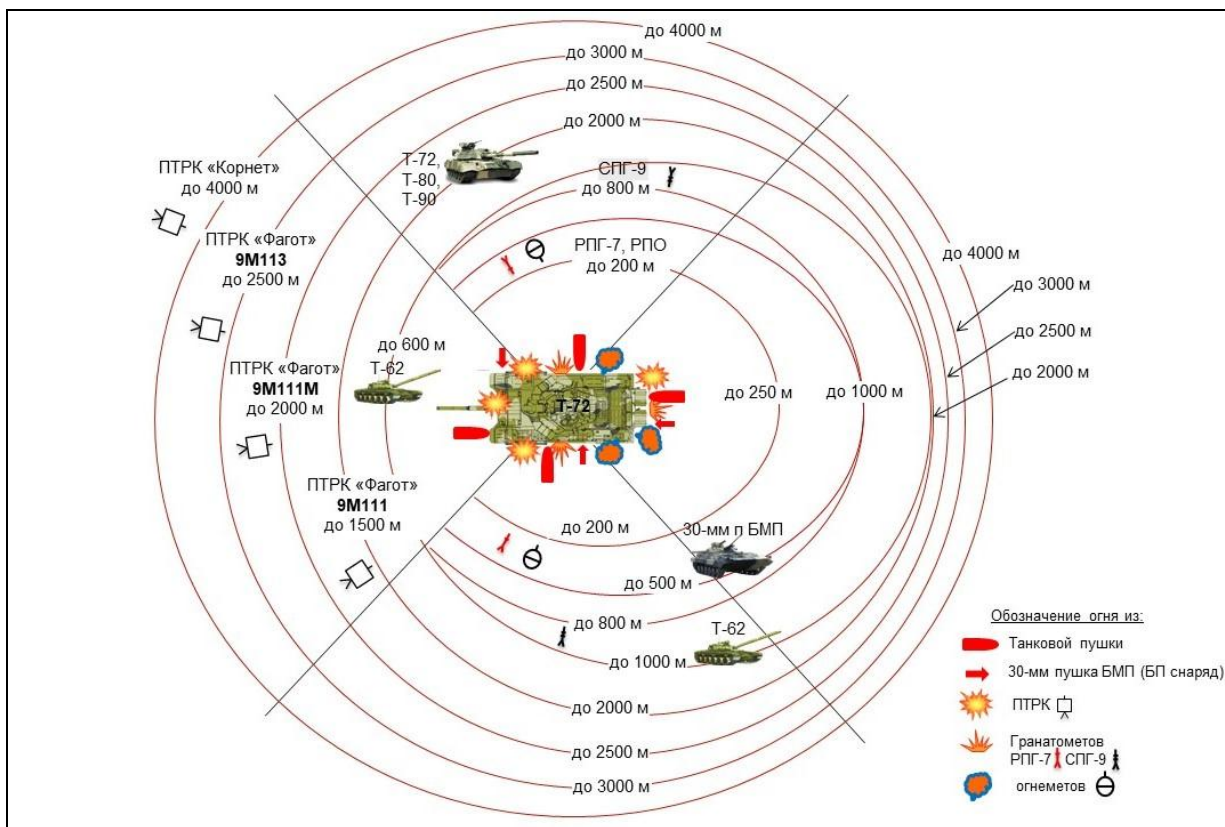 до 4000 м
до 3000 м
до 2500 м
до 2000 м
Т-72,
Т-80,
Т-90
СПГ-9
до 800 м
ПТРК «Корнет»
до 4000 м
ПТРК «Фагот»
9М113
до 2500 м
РПГ-7, РПО
до 200 м
до 4000 м
до 3000 м
до 2500 м
до 2000 м
до 600 м
Т-62
ПТРК «Фагот»
9М111М
до 2000 м
Т-72
до 250 м
до 1000 м
ПТРК «Фагот»
9М111
до 1500 м
до 200 м
30-мм п БМП
до 500 м
до 800 м
Т-62
до 1000 м
до 2000 м
до 2500 м
до 3000 м
Обозначение огня из:
Танковой пушки
30-мм пушка БМП (БП снаряд)
ПТРК
Гранатометов
РПГ-7 СПГ-9
огнеметов